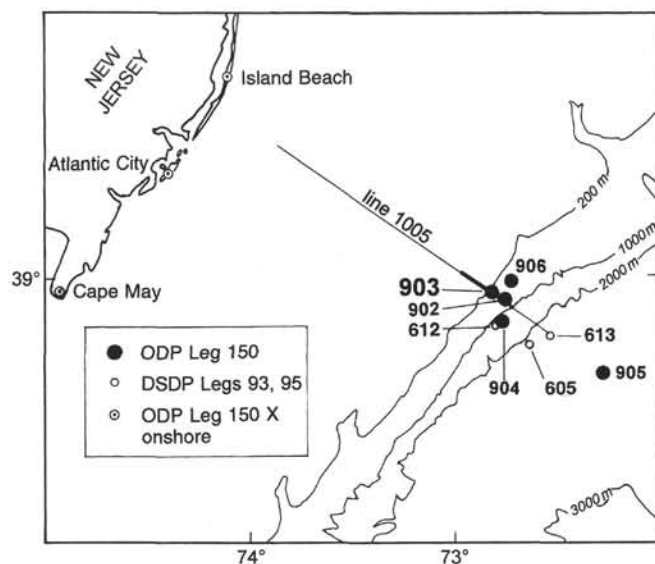 NEW
JERSEY
Island Beach
Atlantic City
line 1005
200 m
1000 m
2000 m
39°
Cape May
903
906
902
612
613
904
605
905
ODP Leg 150
DSDP Legs 93, 95
ODP Leg 150 X
onshore
3000 m
74°
73°